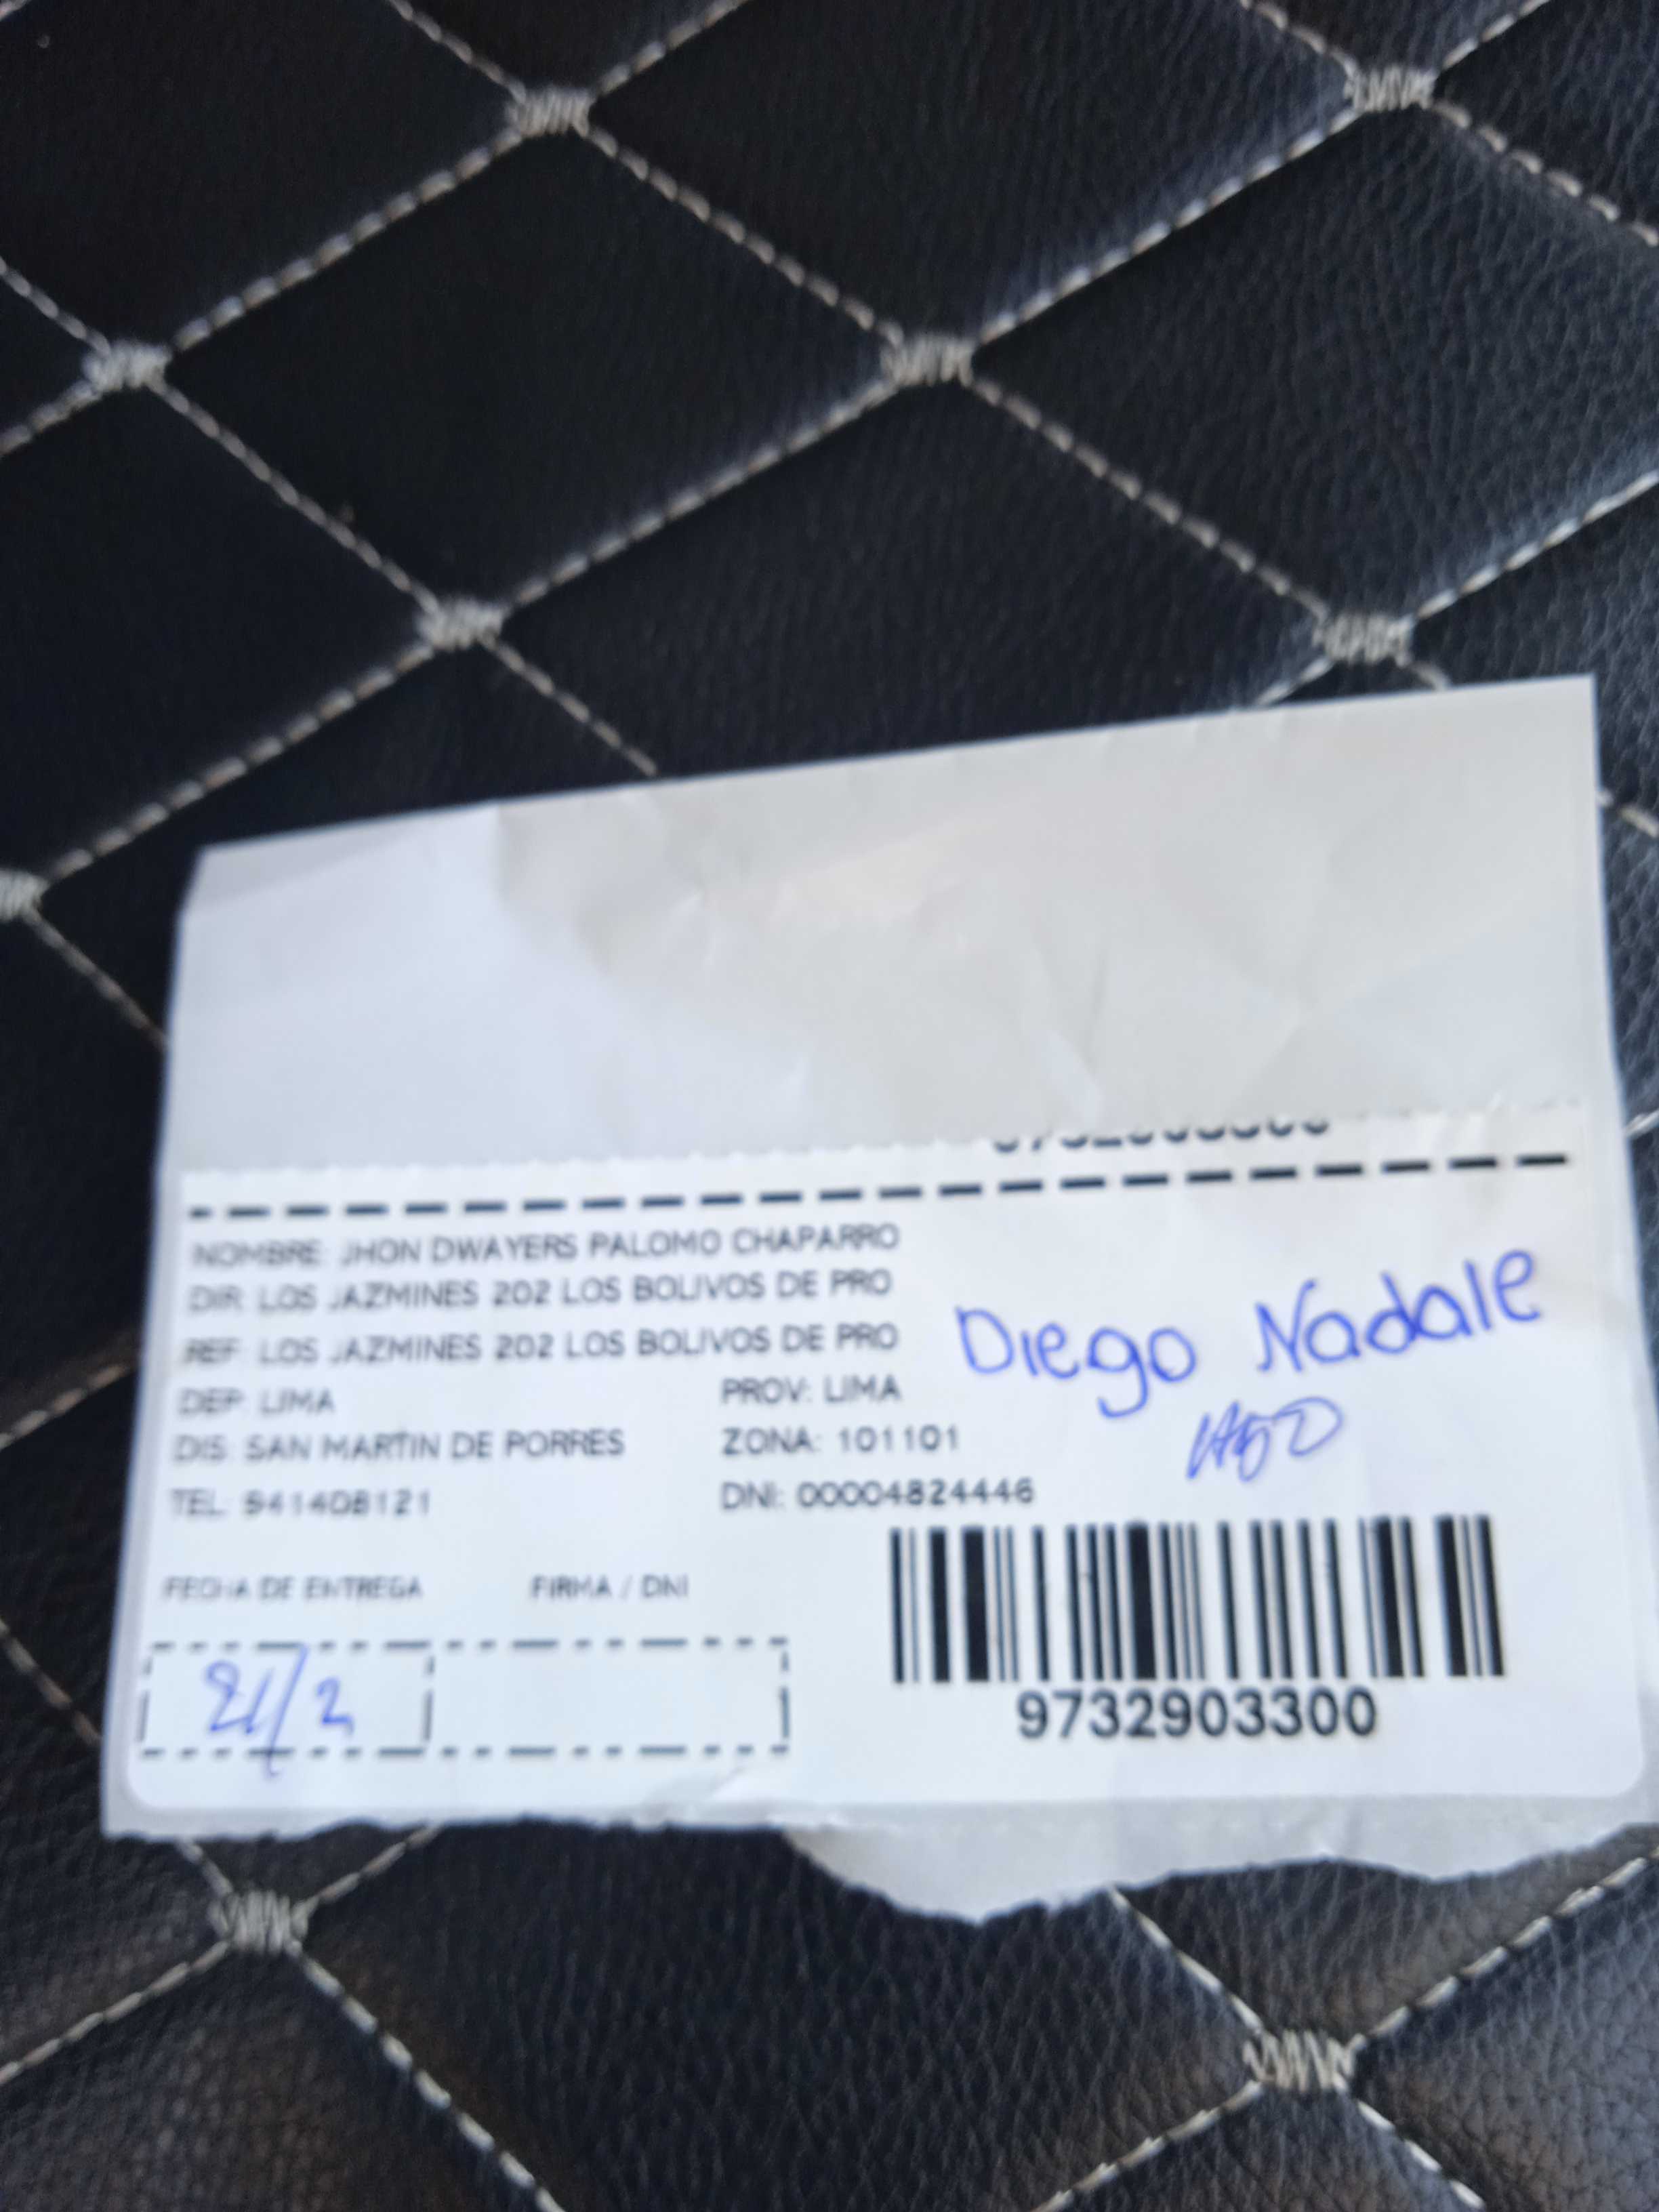 NOMBRE: JHON DWAYERS PALOMO CHAPARRO
DIR: LOS JAZMINES 202 LOS BOLIVOS DE PRO
REF: LOS JAZMINES 202 LOS BOLIVOS DE PRO
DEP: LIMA PROV: LIMA
DIS: SAN MARTIN DE PORRES ZONA: 101101
TEL: 941408121 DNI: 00004824446
Diego Nadale
FECHA DE ENTREGA FIRMA / DNI
21/2
9732903300